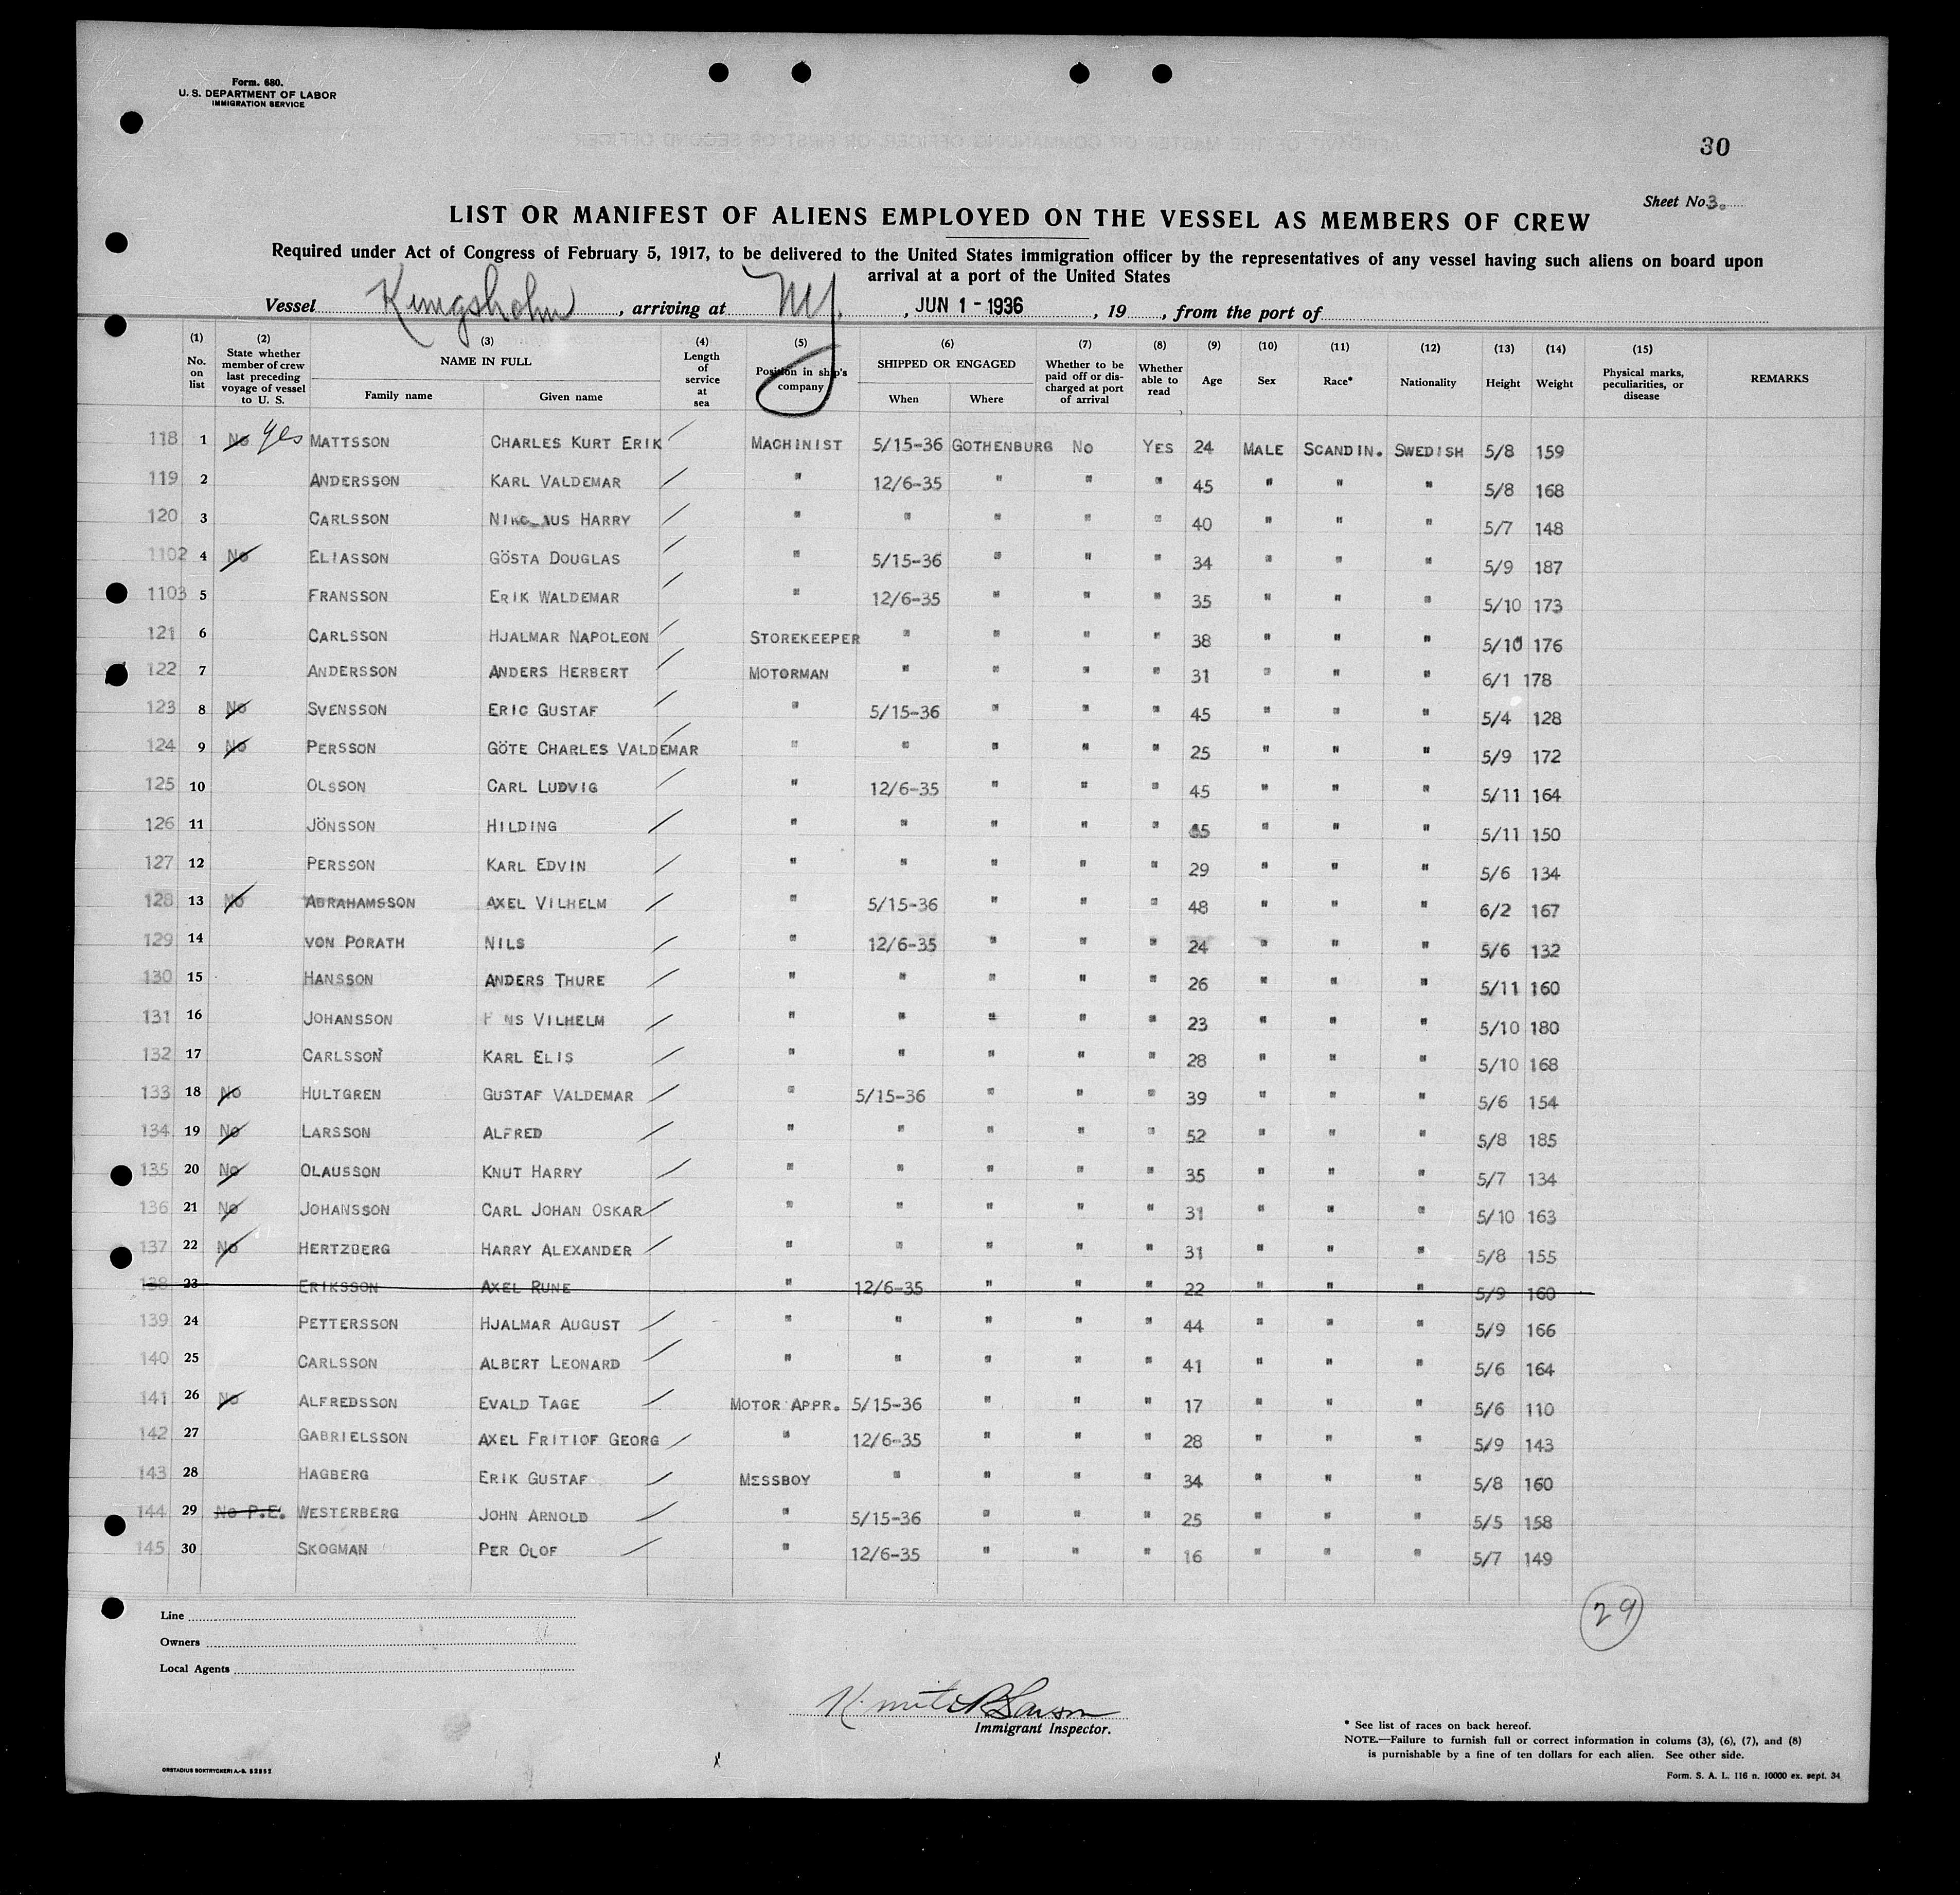 Form. 680.
U. S. DEPARTMENT OF LABOR
IMMIGRATION SERVICE
30
Sheet No 3.
LIST OR MANIFEST OF ALIENS EMPLOYED ON THE VESSEL AS MEMBERS OF CREW
Required under Act of Congress of February 5, 1917, to be delivered to the United States immigration officer by the representatives of any vessel having such aliens on board upon
arrival at a port of the United States
Vessel Kungsholm, arriving at NY., JUN 1 - 1936, 19 , from the port of
(1) No. on list (2) State whether member of crew last preceding voyage of vessel to U. S. (3) NAME IN FULL Family name Given name (4) Length of service at sea (5) Position in ship's company (6) SHIPPED OR ENGAGED When Where (7) Whether to be paid off or discharged at port of arrival (8) Whether able to read (9) Age (10) Sex (11) Race* (12) Nationality (13) Height (14) Weight (15) Physical marks, peculiarities, or disease REMARKS
118 1 No yes MATTSSON CHARLES KURT ERIK MACHINIST 5/15-36 GOTHENBURG No YES 24 MALE SCANDIN. SWEDISH 5/8 159
119 2 ANDERSSON KARL VALDEMAR " 12/6-35 " " " 45 " " " 5/8 168
120 3 CARLSSON HARRY " " " " " 40 " " " 5/7 148
1102 4 No ELIASSON GÖSTA DOUGLAS " 5/15-36 " " " 34 " " " 5/9 187
1103 5 FRANSSON ERIK WALDEMAR " 12/6-35 " " " 35 " " " 5/10 173
121 6 CARLSSON HJALMAR NAPOLEON STOREKEEPER " " " " 38 " " " 5/10 176
122 7 ANDERSSON ANDERS HERBERT MOTORMAN " " " " 31 " " " 6/1 178
123 8 No SVENSSON ERIC GUSTAF " 5/15-36 " " " 45 " " " 5/4 128
124 9 No PERSSON GÖTE CHARLES VALDEMAR " " " " " 25 " " " 5/9 172
125 10 OLSSON CARL LUDVIG " 12/6-35 " " " 45 " " " 5/11 164
126 11 JÖNSSON HILDING " " " " " " " " 5/11 150
127 12 PERSSON KARL EDVIN " " " " " 29 " " " 5/6 134
128 13 No ABRAHAMSSON AXEL VILHELM " 5/15-36 " " " 48 " " " 6/2 167
129 14 VON PORATH NILS " 12/6-35 " " " 24 " " " 5/6 132
130 15 HANSSON ANDERS THURE " " " " " 26 " " " 5/11 160
131 16 JOHANSSON VILHELM " " " " " 23 " " " 5/10 180
132 17 CARLSSON KARL ELIS " " " " " 28 " " " 5/10 168
133 18 No HULTGREN GUSTAF VALDEMAR " 5/15-36 " " " 39 " " " 5/6 154
134 19 No LARSSON ALFRED " " " " " 52 " " " 5/8 185
135 20 No OLAUSSON KNUT HARRY " " " " " 35 " " " 5/7 134
136 21 No JOHANSSON CARL JOHAN OSKAR " " " " " 31 " " " 5/10 163
137 22 No HERTZBERG HARRY ALEXANDER " " " " " 31 " " " 5/8 155
138 23 ERIKSSON AXEL RUNE " 12/6-35 " " " 22 " " " 5/9 160
139 24 PETTERSSON HJALMAR AUGUST " " " " " 44 " " " 5/9 166
140 25 CARLSSON ALBERT LEONARD " " " " " 41 " " " 5/6 164
141 26 No ALFREDSSON EVALD TAGE MOTOR APPR. 5/15-36 " " " 17 " " " 5/6 110
142 27 GABRIELSSON AXEL FRITIOF GEORG " 12/6-35 " " " 28 " " " 5/9 143
143 28 HAGBERG ERIK GUSTAF MESSBOY " " " " 34 " " " 5/8 160
144 29 No P.E. WESTERBERG JOHN ARNOLD " 5/15-36 " " " 25 " " " 5/5 158
145 30 SKOGMAN PER OLOF " 12/6-35 " " " 16 " " " 5/7 149
29
Line
Owners
Local Agents
Immigrant Inspector.
* See list of races on back hereof.
NOTE.—Failure to furnish full or correct information in colums (3), (6), (7), and (8)
is punishable by a fine of ten dollars for each alien. See other side.
ORSTADIUS BOKTRYCKERI A.-B. 52852
Form. S. A. L. 116 n. 10000 ex. sept. 34